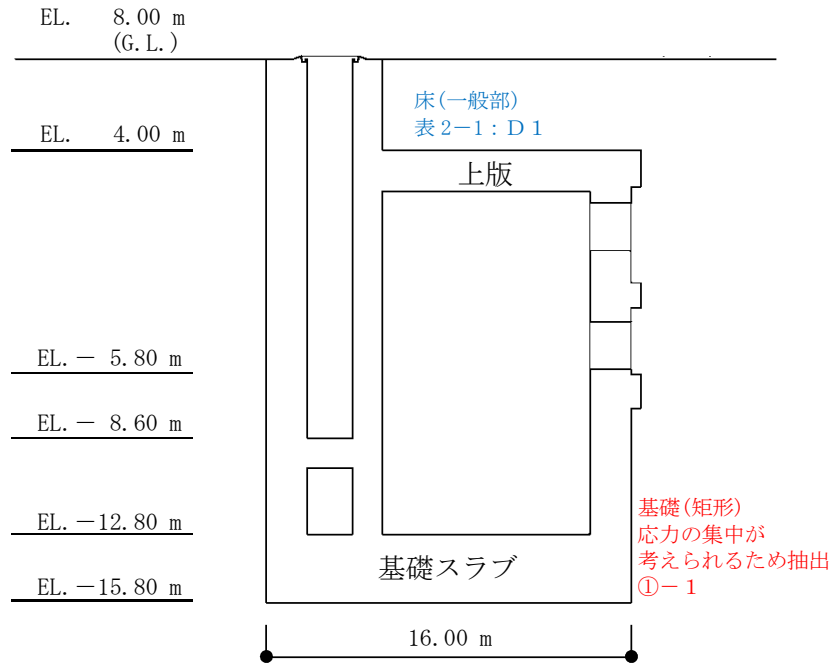 EL. 8.00 m
(G.L.)
床(一般部)
表2-1:D1
EL. 4.00 m
上版
EL.- 5.80 m
EL.- 8.60 m
EL.-12.80 m
基礎(矩形)
応力の集中が
考えられるため抽出
①-1
基礎スラブ
EL.-15.80 m
16.00 m